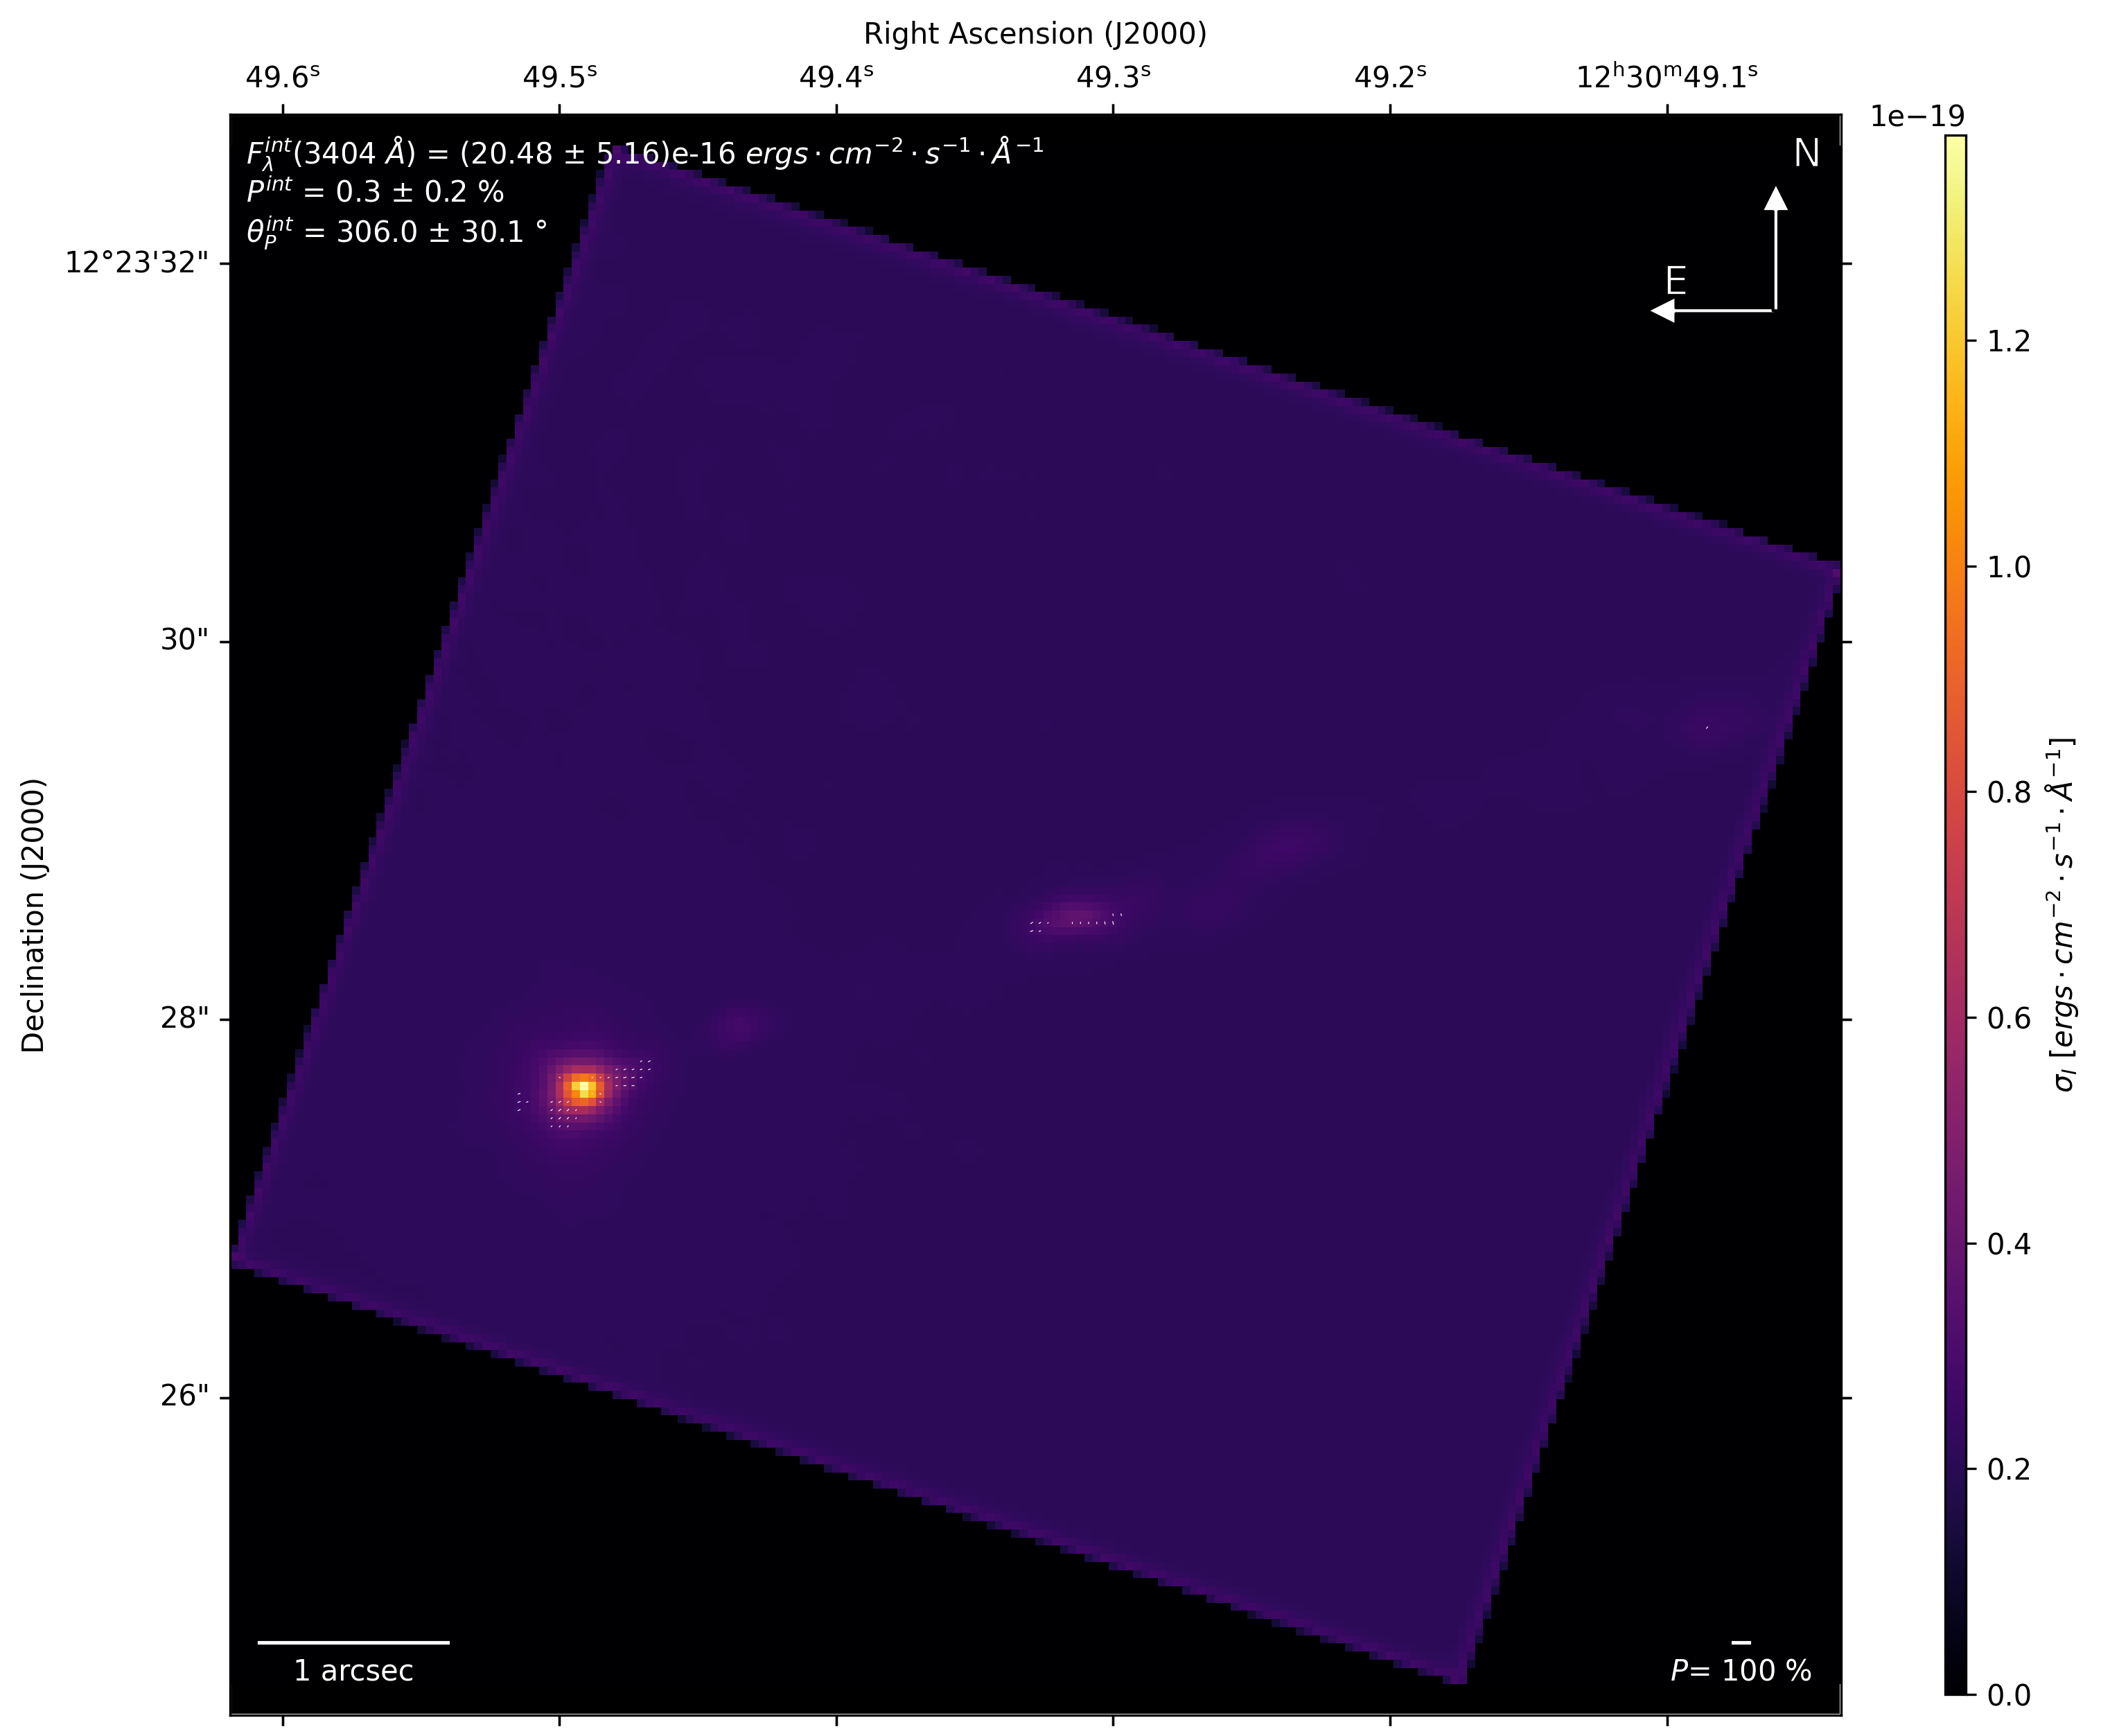 Right Ascension (J2000)
49.6ˢ 49.5ˢ 49.4ˢ 49.3ˢ 49.2ˢ 12ʰ30ᵐ49.1ˢ
1e−19
F_λ^int(3404 Å) = (20.48 ± 5.16)e-16 ergs · cm⁻² · s⁻¹ · Å⁻¹
P^int = 0.3 ± 0.2 %
θ_P^int = 306.0 ± 30.1 °
N
E
12°23'32"
30"
28"
26"
Declination (J2000)
1 arcsec
P= 100 %
1.2
1.0
0.8
0.6
0.4
0.2
0.0
σ_I [ergs · cm⁻² · s⁻¹ · Å⁻¹]